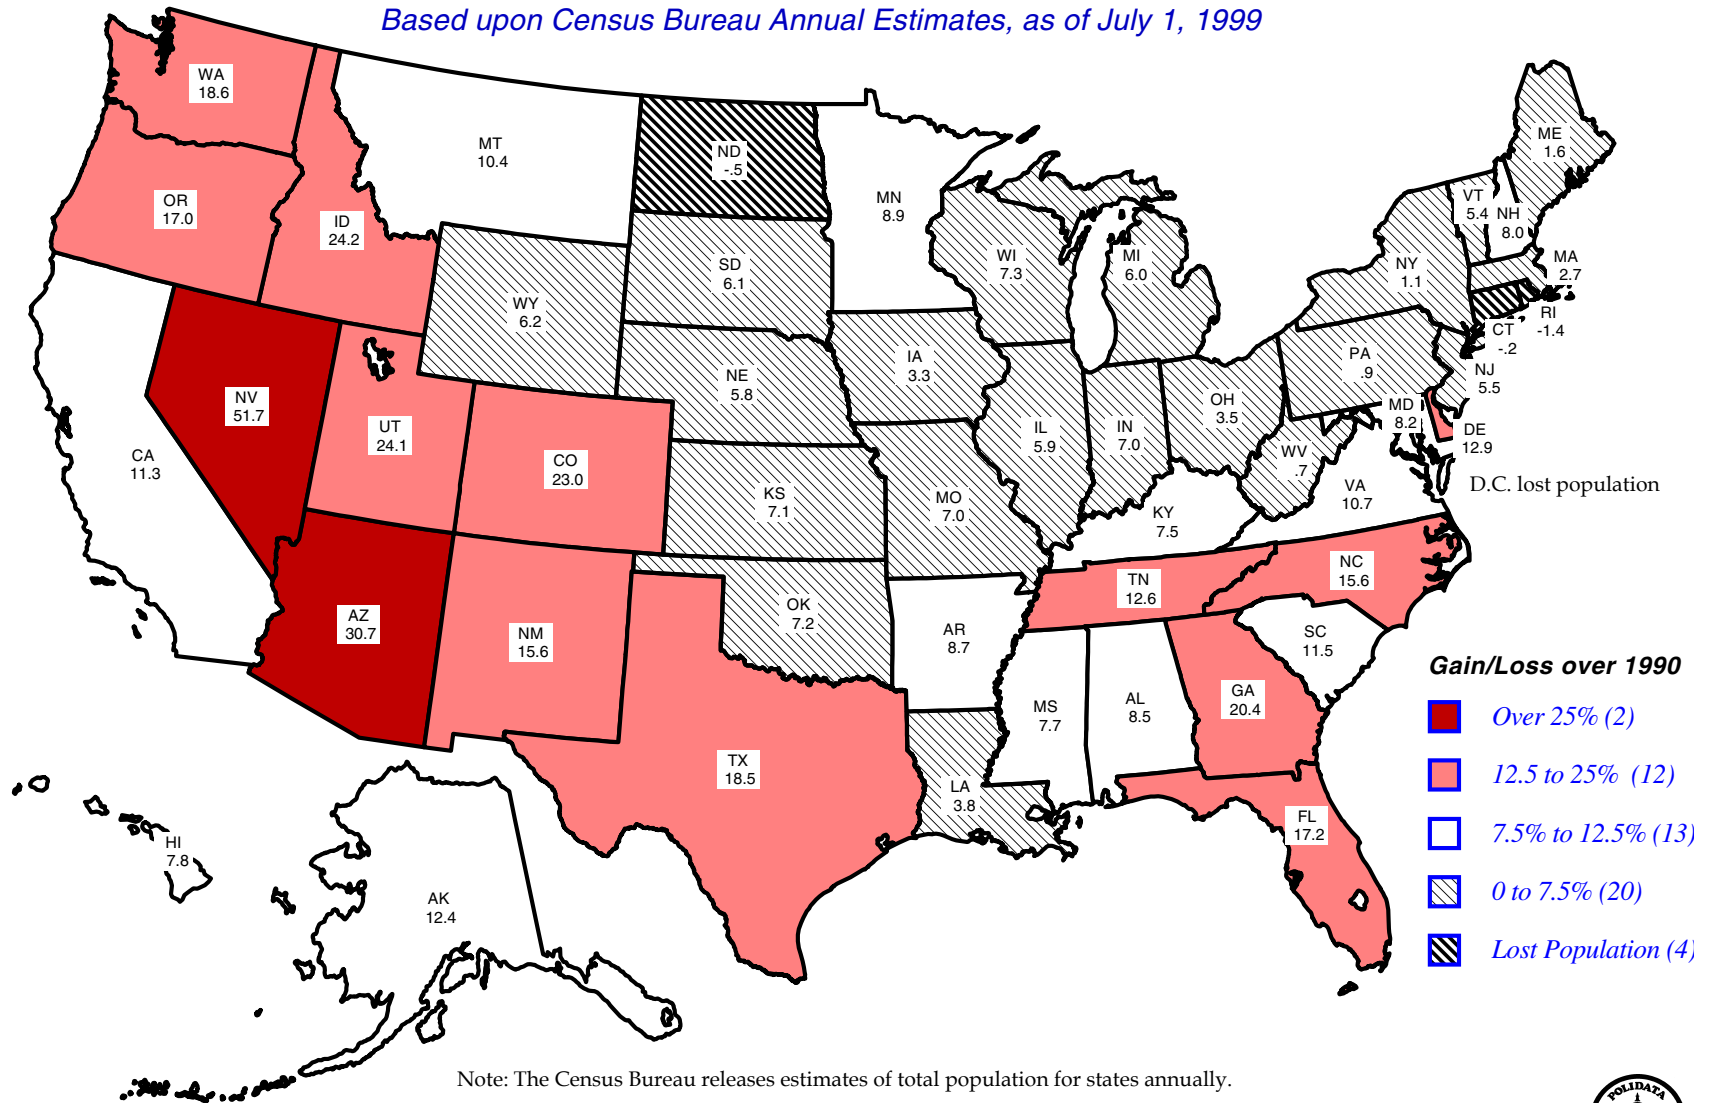 Based upon Census Bureau Annual Estimates, as of July 1, 1999
WA
18.6
MT
10.4
ND
-.5
ME
1.6
OR
17.0
ID
24.2
MN
8.9
VT
5.4
NH
8.0
WI
7.3
MI
6.0
NY
1.1
MA
2.7
SD
6.1
WY
6.2
RI
-1.4
CT
-.2
IA
3.3
PA
.9
NE
5.8
NJ
5.5
NV
51.7
OH
3.5
MD
8.2
UT
24.1
IL
5.9
IN
7.0
DE
12.9
CA
11.3
CO
23.0
WV
.7
D.C. lost population
VA
10.7
KS
7.1
MO
7.0
KY
7.5
NC
15.6
TN
12.6
AZ
30.7
NM
15.6
OK
7.2
AR
8.7
SC
11.5
Gain/Loss over 1990
MS
7.7
AL
8.5
GA
20.4
Over 25% (2)
TX
18.5
12.5 to 25% (12)
LA
3.8
FL
17.2
7.5% to 12.5% (13)
HI
7.8
0 to 7.5% (20)
AK
12.4
Lost Population (4)
Note: The Census Bureau releases estimates of total population for states annually.
POLIDATA